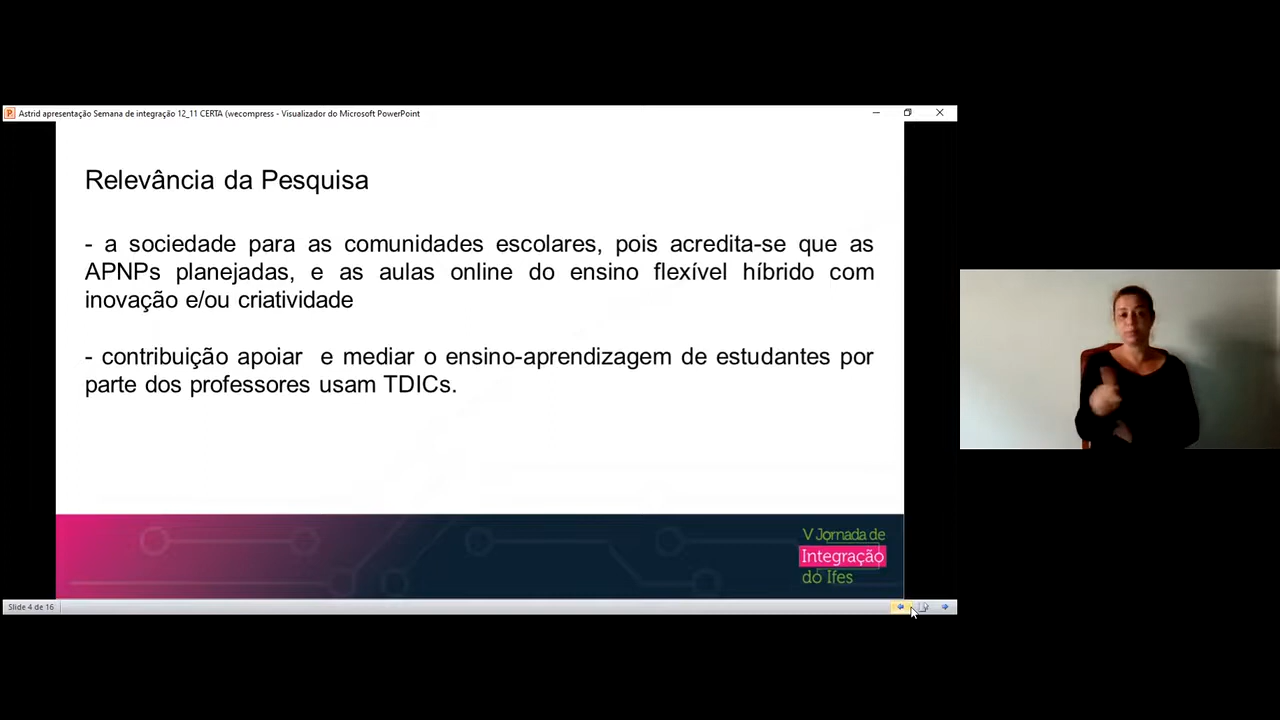 Astrid apresentação Semana de integração 12_11 CERTA (wecompress - Visualizador do Microsoft PowerPoint
Relevância da Pesquisa
- a sociedade para as comunidades escolares, pois acredita-se que as
APNPs planejadas, e as aulas online do ensino flexível híbrido com
inovação e/ou criatividade
- contribuição apoiar e mediar o ensino-aprendizagem de estudantes por
parte dos professores usam TDICs.
V Jornada de
Integração
do Ifes
Slide 4 de 16